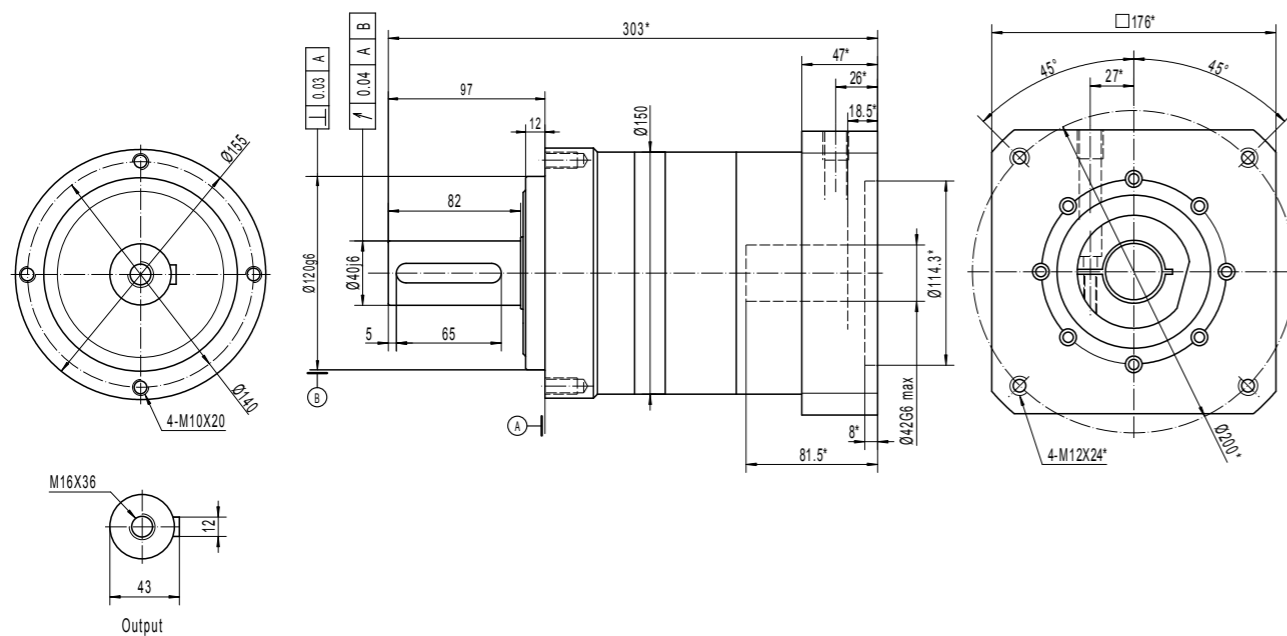 303*
□176*
47*
26*
45°
45°
27*
97
18.5*
⊥ 0.03 A
↗ 0.04 A B
12
Ø150
Ø155
82
Ø120g6
Ø40j6
Ø114.3*
5
65
Ø140
B
4-M10X20
A
8*
Ø42G6 max
81.5*
Ø200*
4-M12X24*
M16X36
12
43
Output